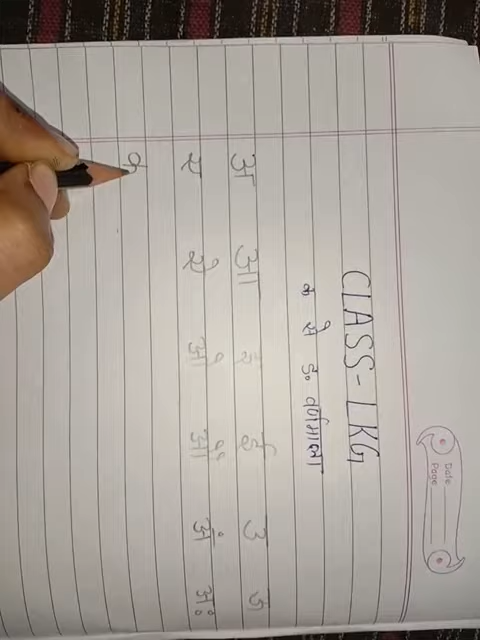 Date
Page
CLASS - LKG
क से ङ वर्णमाला
अ आ इ ई उ ऊ
ए ऐ ओ औ अं अः
क